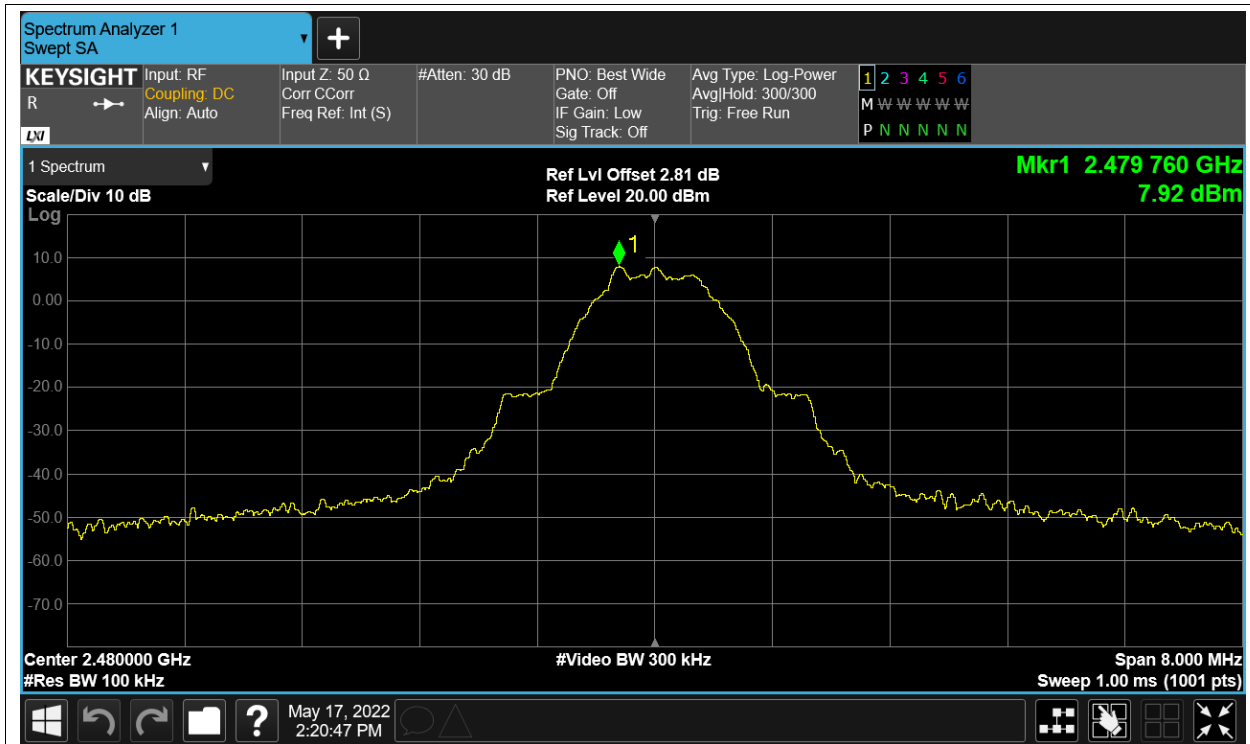 Spectrum Analyzer 1
Swept SA
KEYSIGHT
R
LXI
Input: RF
Coupling: DC
Align: Auto
Input Z: 50 Ω
Corr CCorr
Freq Ref: Int (S)
#Atten: 30 dB
PNO: Best Wide
Gate: Off
IF Gain: Low
Sig Track: Off
Avg Type: Log-Power
Avg|Hold: 300/300
Trig: Free Run
1 2 3 4 5 6
M W W W W W
P N N N N N
1 Spectrum
Scale/Div 10 dB
Ref Lvl Offset 2.81 dB
Ref Level 20.00 dBm
Mkr1 2.479 760 GHz
7.92 dBm
Log
1
10.0
0.00
-10.0
-20.0
-30.0
-40.0
-50.0
-60.0
-70.0
Center 2.480000 GHz
#Res BW 100 kHz
#Video BW 300 kHz
Span 8.000 MHz
Sweep 1.00 ms (1001 pts)
?
May 17, 2022
2:20:47 PM